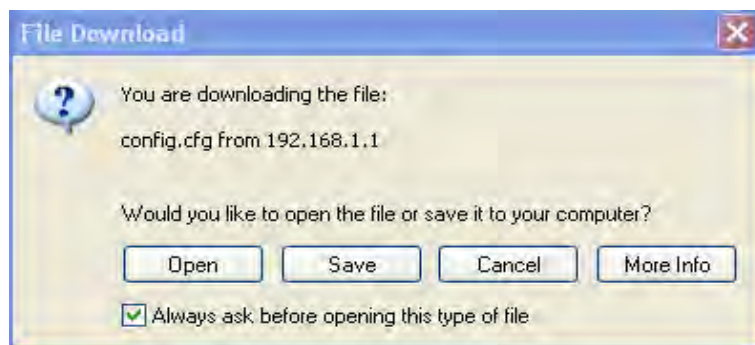 File Download
You are downloading the file:
config.cfg from 192.168.1.1
Would you like to open the file or save it to your computer?
Open Save Cancel More Info
Always ask before opening this type of file